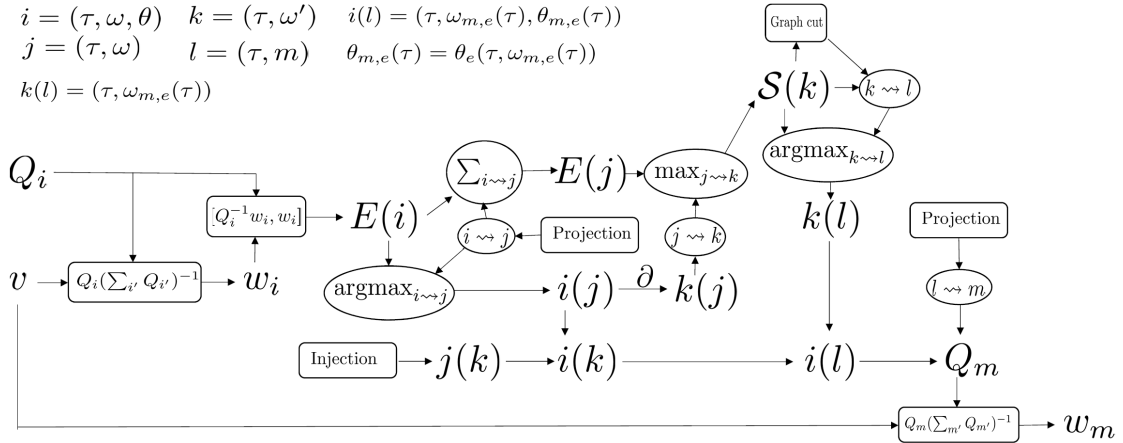 i = (τ, ω, θ) k = (τ, ω′) i(l) = (τ, ω_{m,e}(τ), θ_{m,e}(τ))
j = (τ, ω) l = (τ, m) θ_{m,e}(τ) = θ_e(τ, ω_{m,e}(τ))
k(l) = (τ, ω_{m,e}(τ))
Graph cut
S(k) k ⇝ l
argmax_{k⇝l}
Q_i
∑_{i⇝j} E(j) max_{j⇝k}
[Q_i^{-1}w_i, w_i] E(i) k(l) Projection
i ⇝ j Projection j ⇝ k
v Q_i(∑_{i′} Q_{i′})^{-1} w_i argmax_{i⇝j} i(j) ∂ k(j) l ⇝ m
Injection j(k) i(k) i(l) Q_m
Q_m(∑_{m′} Q_{m′})^{-1} w_m